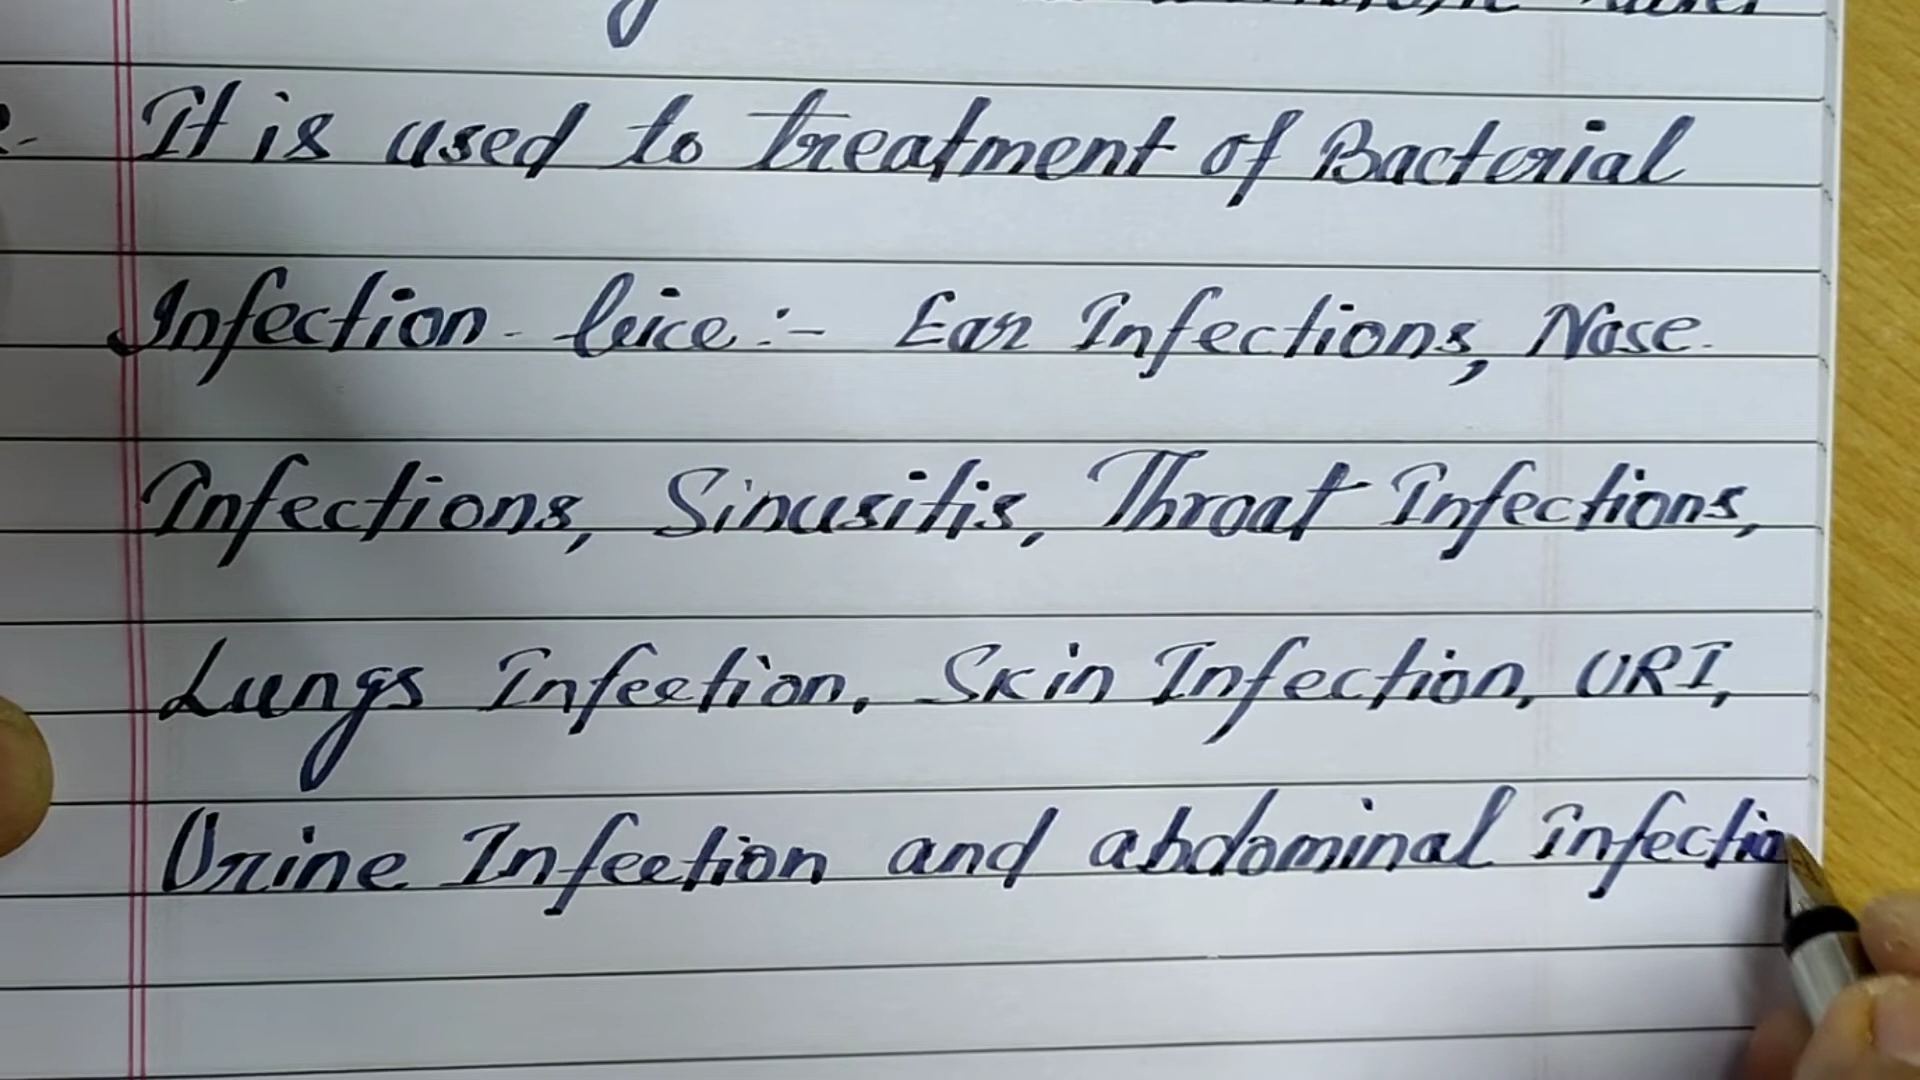 It is used to treatment of Bacterial
Infection like:- Ear Infections, Nose
Infections, Sinusitis, Throat Infections,
Lungs Infection, Skin Infection, URI,
Urine Infection and abdominal infectio